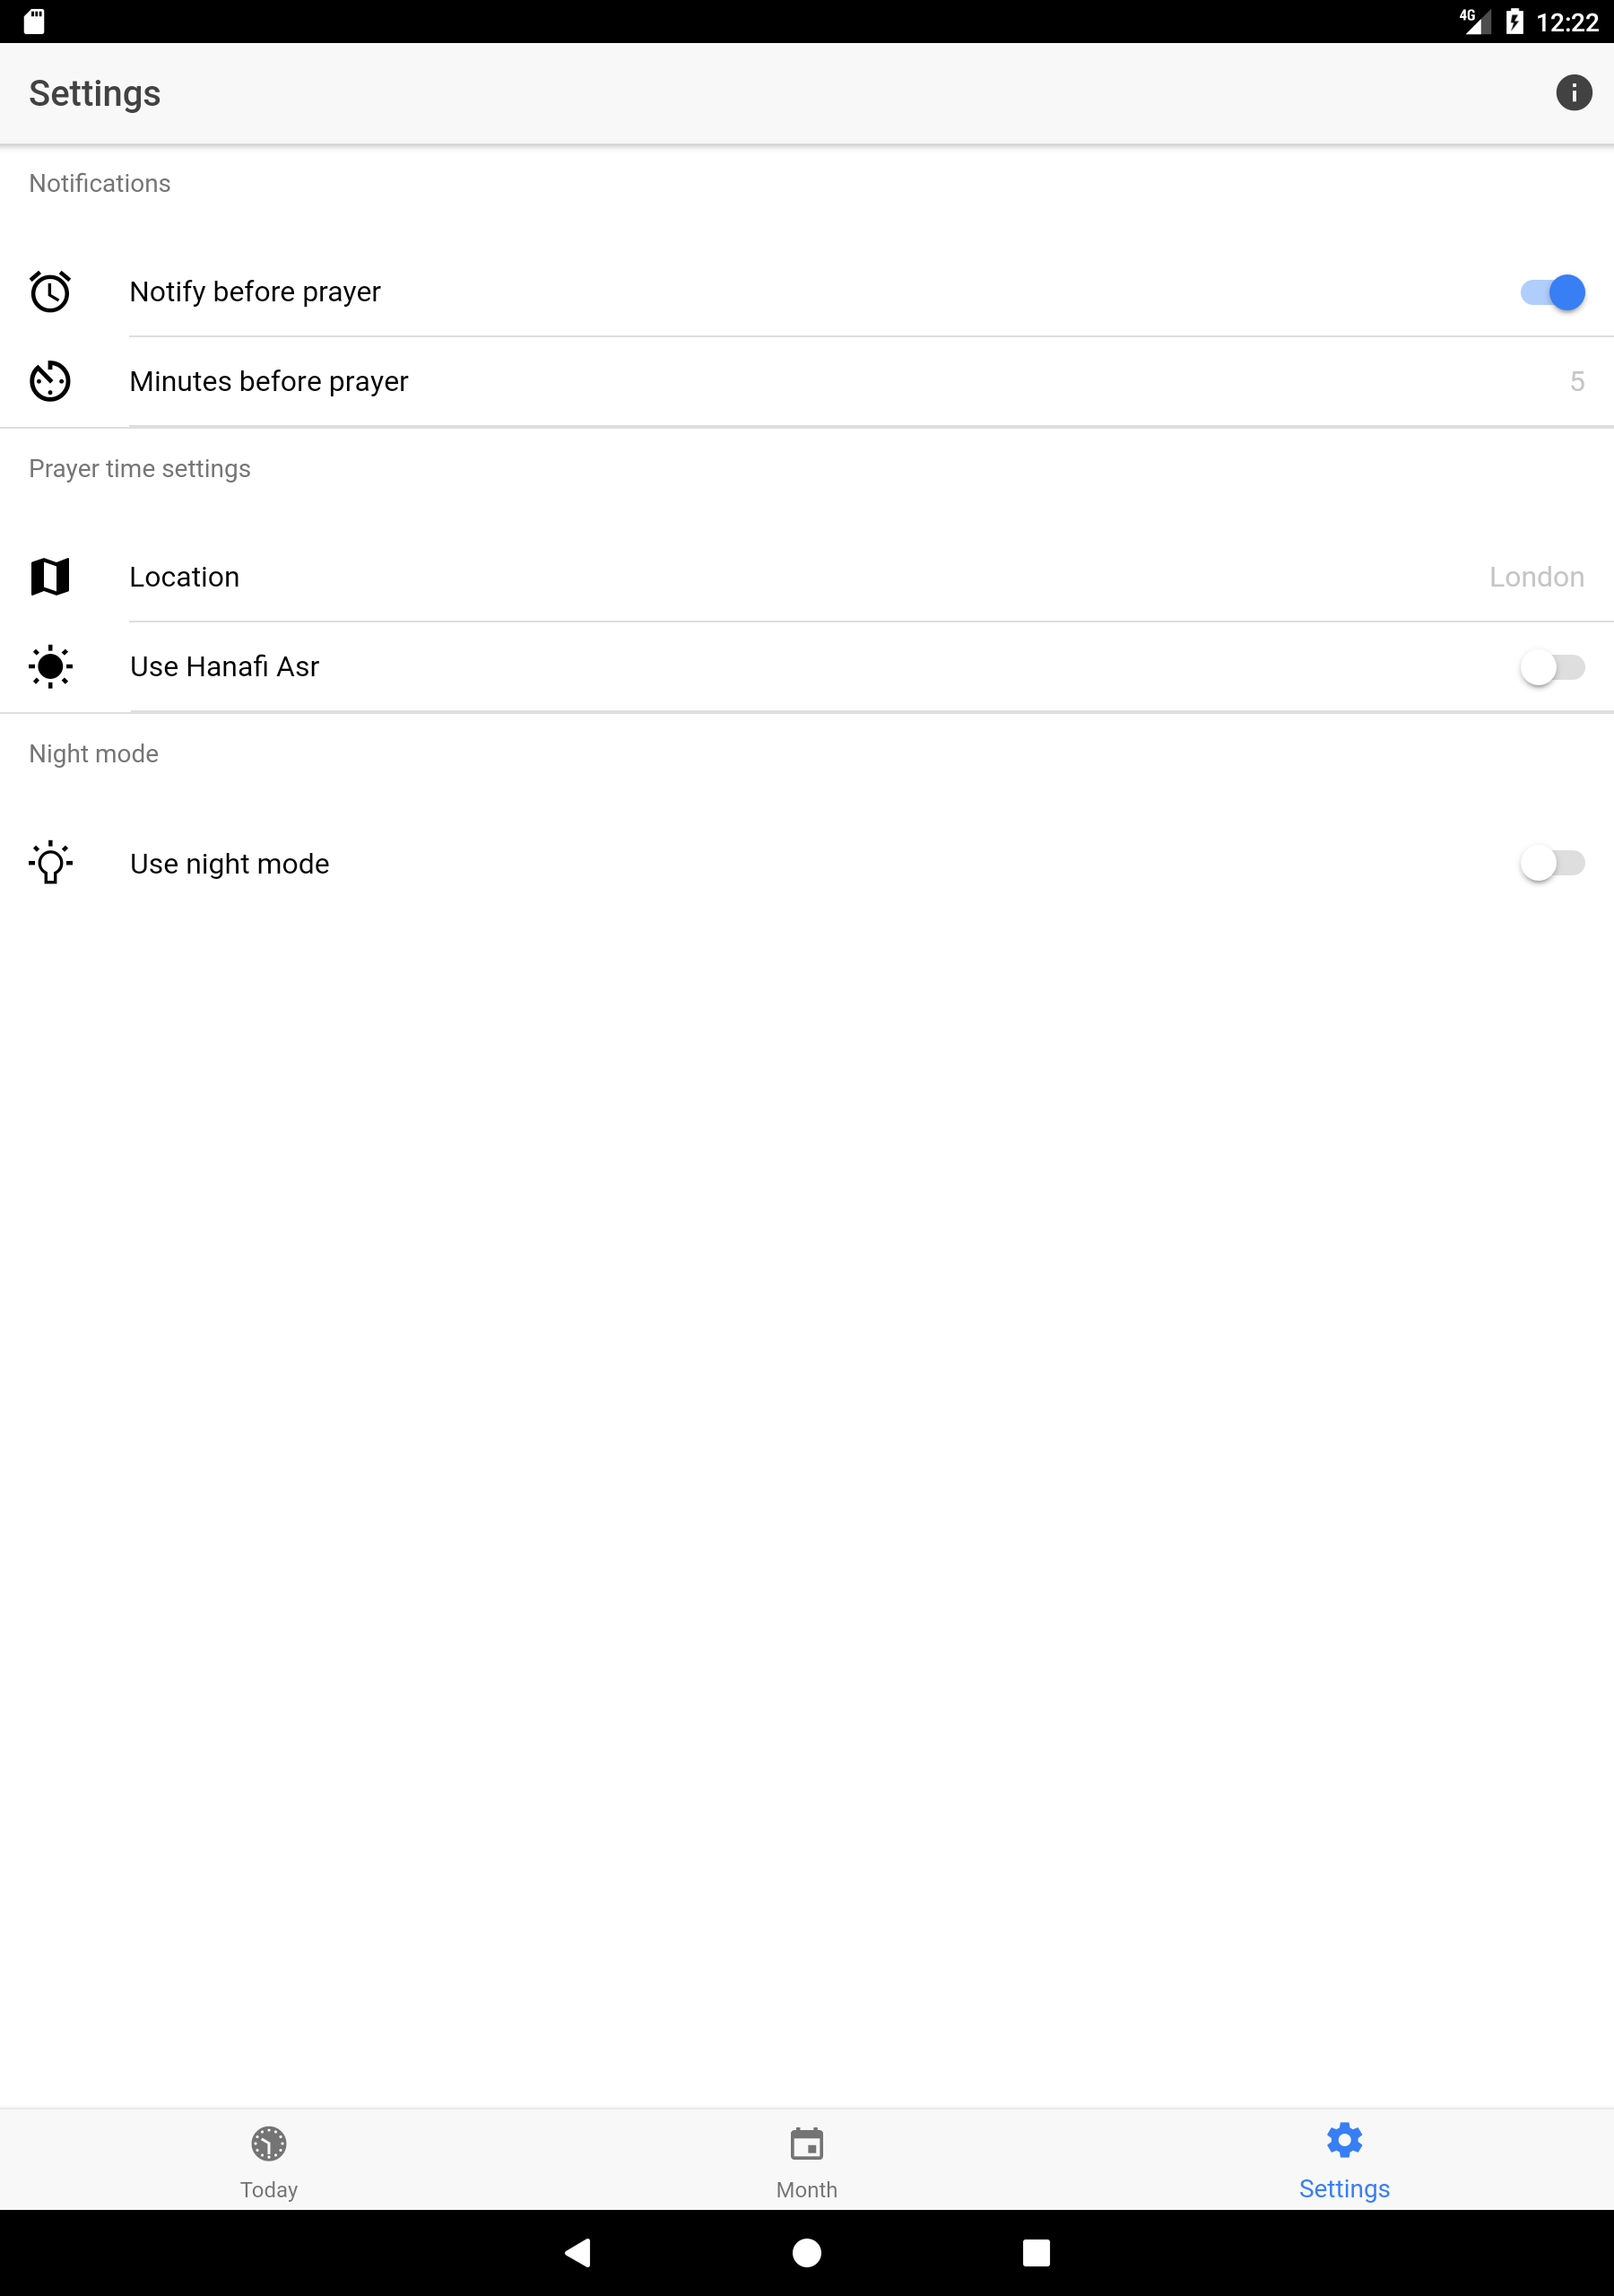 4G 12:22
Settings
Notifications
Notify before prayer
Minutes before prayer 5
Prayer time settings
Location London
Use Hanafi Asr
Night mode
Use night mode
Today Month Settings